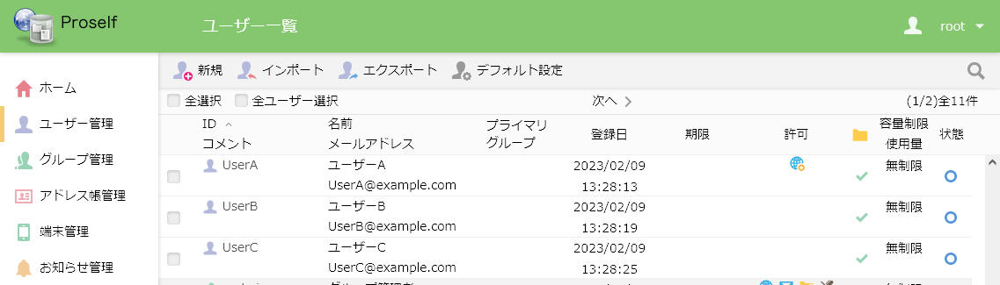 Proself
ユーザー一覧
root
新規 インポート エクスポート デフォルト設定
全選択 全ユーザー選択 次へ (1/2)全11件
ホーム
ユーザー管理
グループ管理
アドレス帳管理
端末管理
お知らせ管理
ID 名前 プライマリ 登録日 期限 許可 容量制限 状態
コメント メールアドレス グループ 使用量
UserA ユーザーA 2023/02/09 無制限
UserA@example.com 13:28:13
UserB ユーザーB 2023/02/09 無制限
UserB@example.com 13:28:19
UserC ユーザーC 2023/02/09 無制限
UserC@example.com 13:28:25